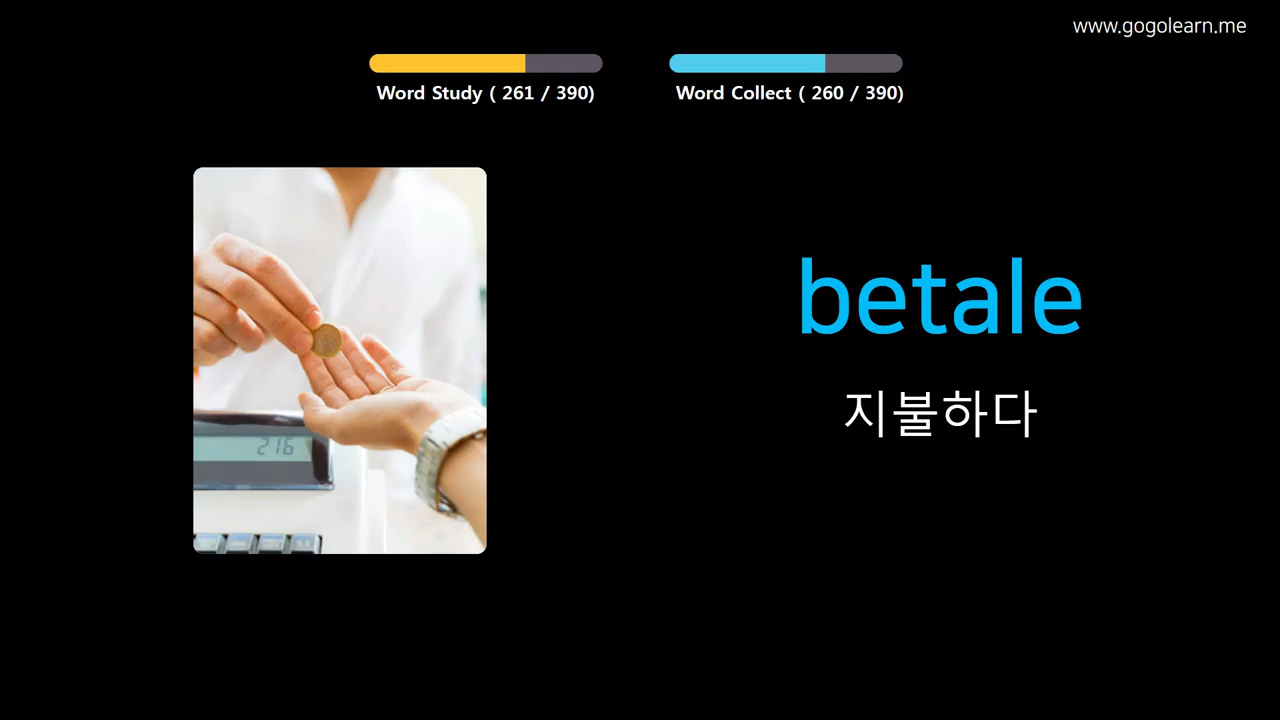 www.gogolearn.me
Word Study ( 261 / 390)
Word Collect ( 260 / 390)
betale
지불하다
216